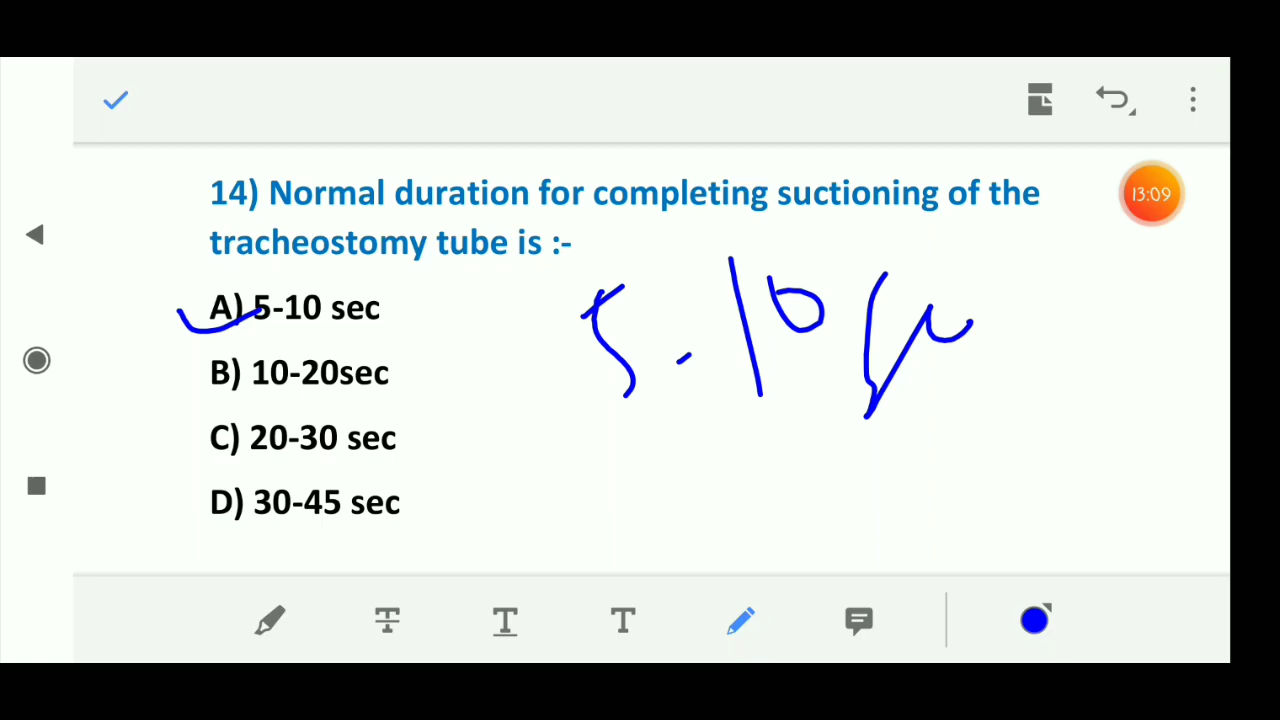 14) Normal duration for completing suctioning of the
tracheostomy tube is :-
13:09
A) 5-10 sec
5-10 sec
B) 10-20sec
C) 20-30 sec
D) 30-45 sec